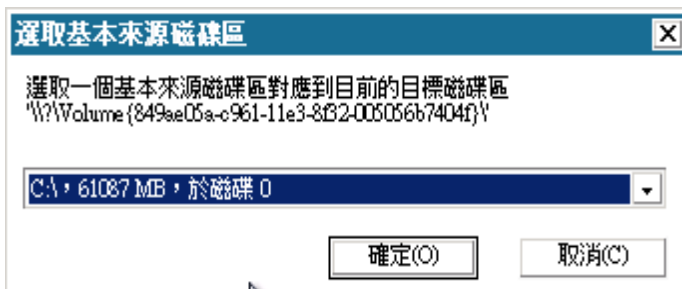 選取基本來源磁碟區
選取一個基本來源磁碟區對應到目前的目標磁碟區
'\\?\Volume{849ae05a-c961-11e3-8f32-005056b7404f}\'
C:\，61087 MB，於磁碟 0
確定(O)
取消(C)